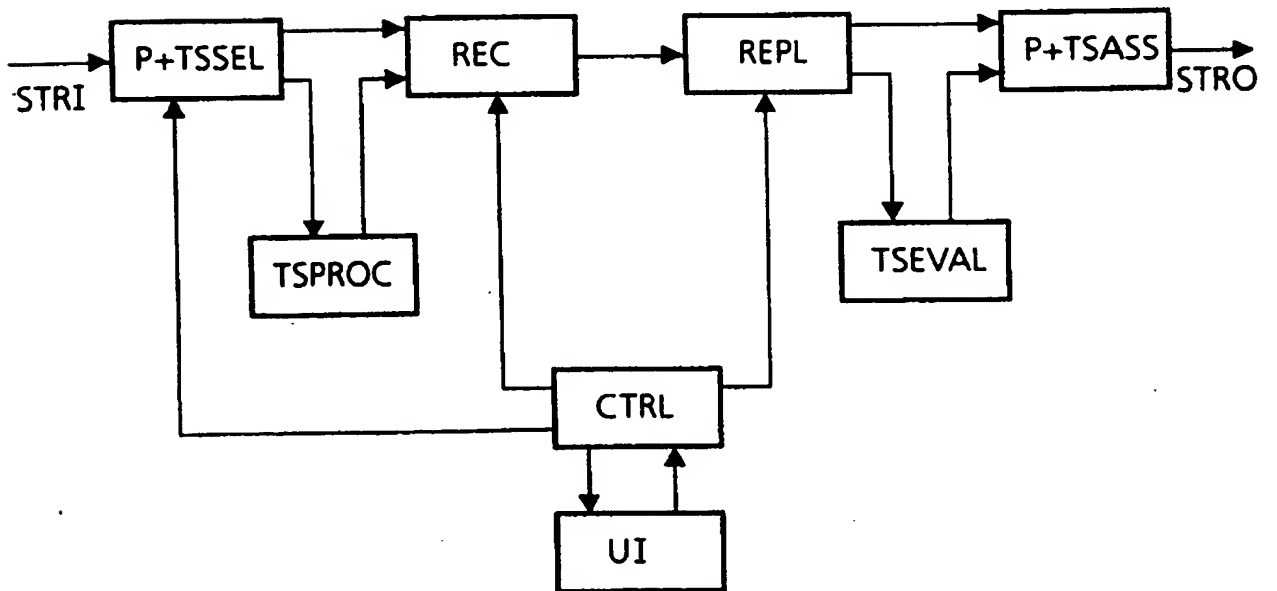 P+TSSEL
REC
REPL
P+TSASS
STRI
STRO
TSPROC
TSEVAL
CTRL
UI